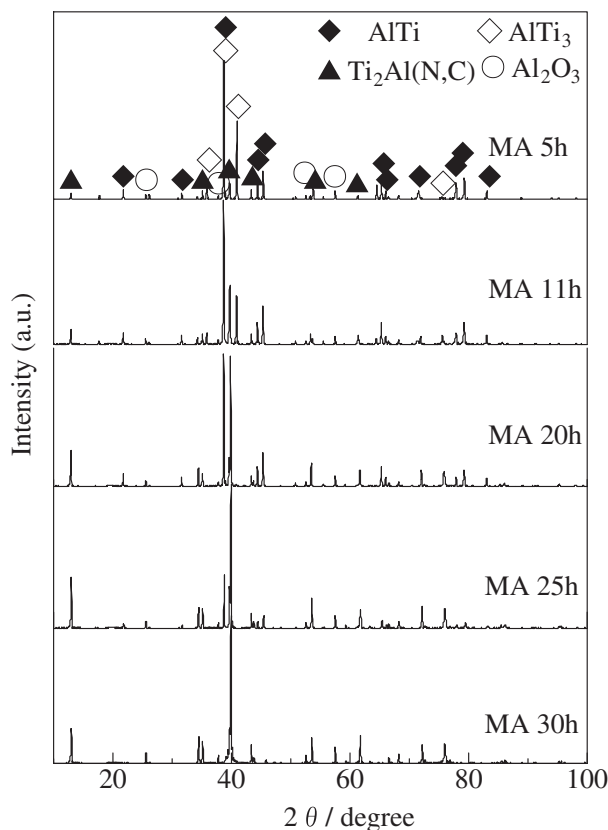 AlTi
AlTi₃
Ti₂Al(N,C)
Al₂O₃
MA 5h
MA 11h
MA 20h
MA 25h
MA 30h
Intensity (a.u.)
20 40 60 80 100
2 θ / degree